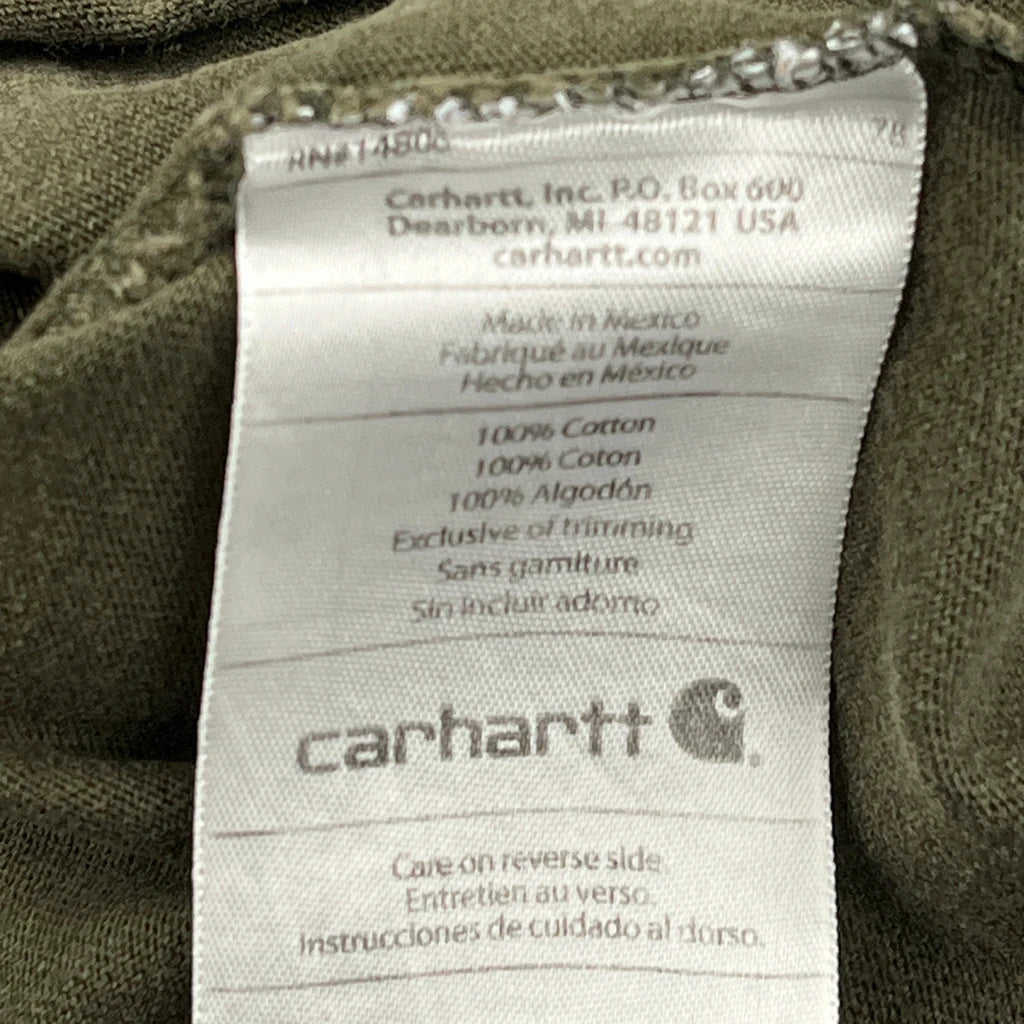 RN#14806 7B
Carhartt, Inc. P.O. Box 600
Dearborn, MI 48121 USA
carhartt.com
Made in Mexico
Fabriqué au Mexique
Hecho en México
100% Cotton
100% Coton
100% Algodón
Exclusive of trimming
Sans garniture
Sin incluir adorno
carhartt
Care on reverse side
Entretien au verso.
Instrucciones de cuidado al dorso.